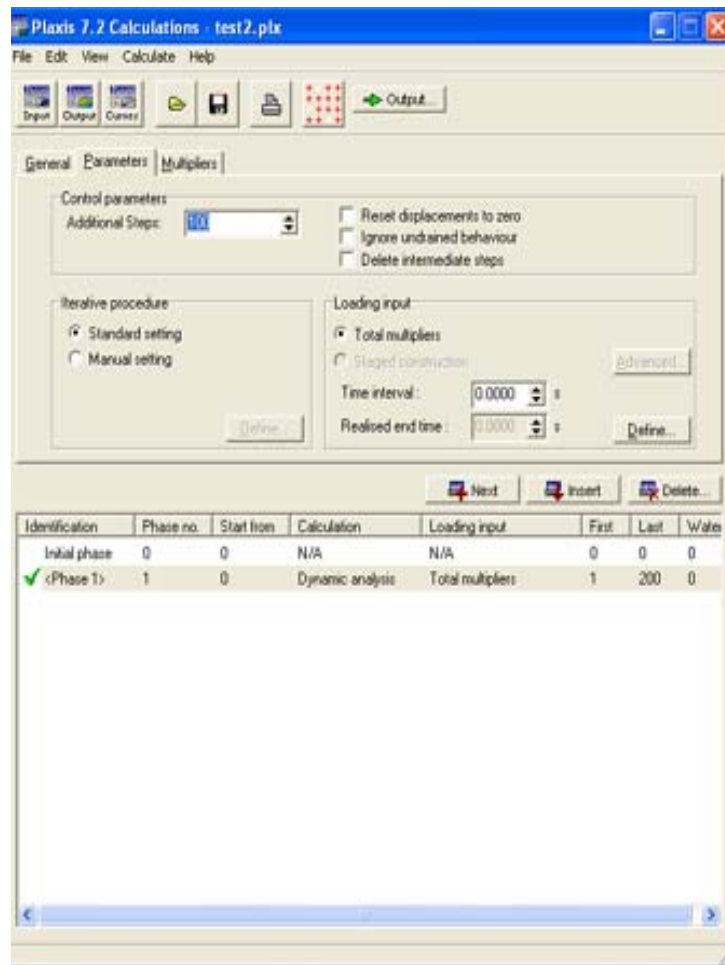 Plaxis 7.2 Calculations - test2.plx
File Edit View Calculate Help
Input Output Curves Output...
General Parameters Multipliers
Control parameters
Additional Steps: 100
Reset displacements to zero
Ignore undrained behaviour
Delete intermediate steps
Iterative procedure
Standard setting
Manual setting
Define...
Loading input
Total multipliers
Staged construction
Advanced...
Time interval : 0.0000 s
Realised end time : 0.0000 s
Define...
Next Insert Delete...
Identification Phase no. Start from Calculation Loading input First Last Water
Initial phase 0 0 N/A N/A 0 0 0
<Phase 1> 1 0 Dynamic analysis Total multipliers 1 200 0